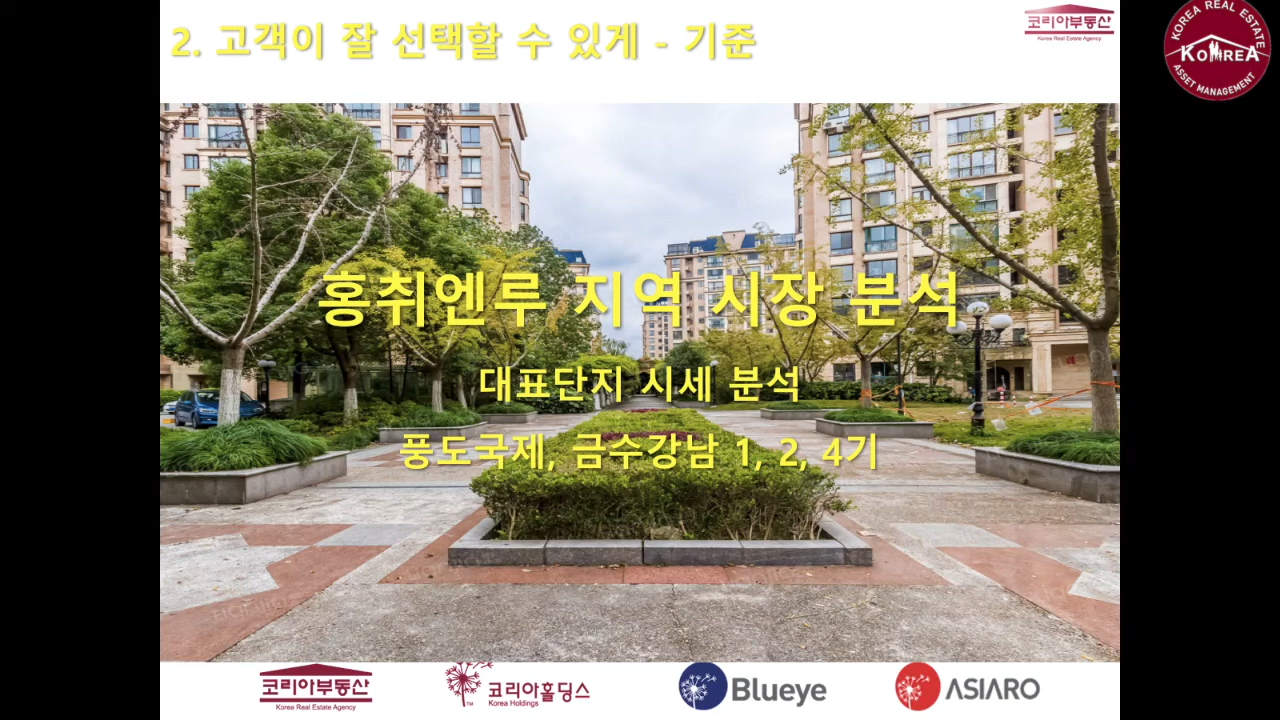 2. 고객이 잘 선택할 수 있게 - 기준
코리아부동산
Korea Real Estate Agency
KOREA REAL ESTATE
KOREA
ASSET MANAGEMENT
홍취엔루 지역 시장 분석
대표단지 시세 분석
풍도국제, 금수강남 1, 2, 4기
코리아부동산
Korea Real Estate Agency
코리아홀딩스
Korea Holdings
TM
Blueye
ASIARO